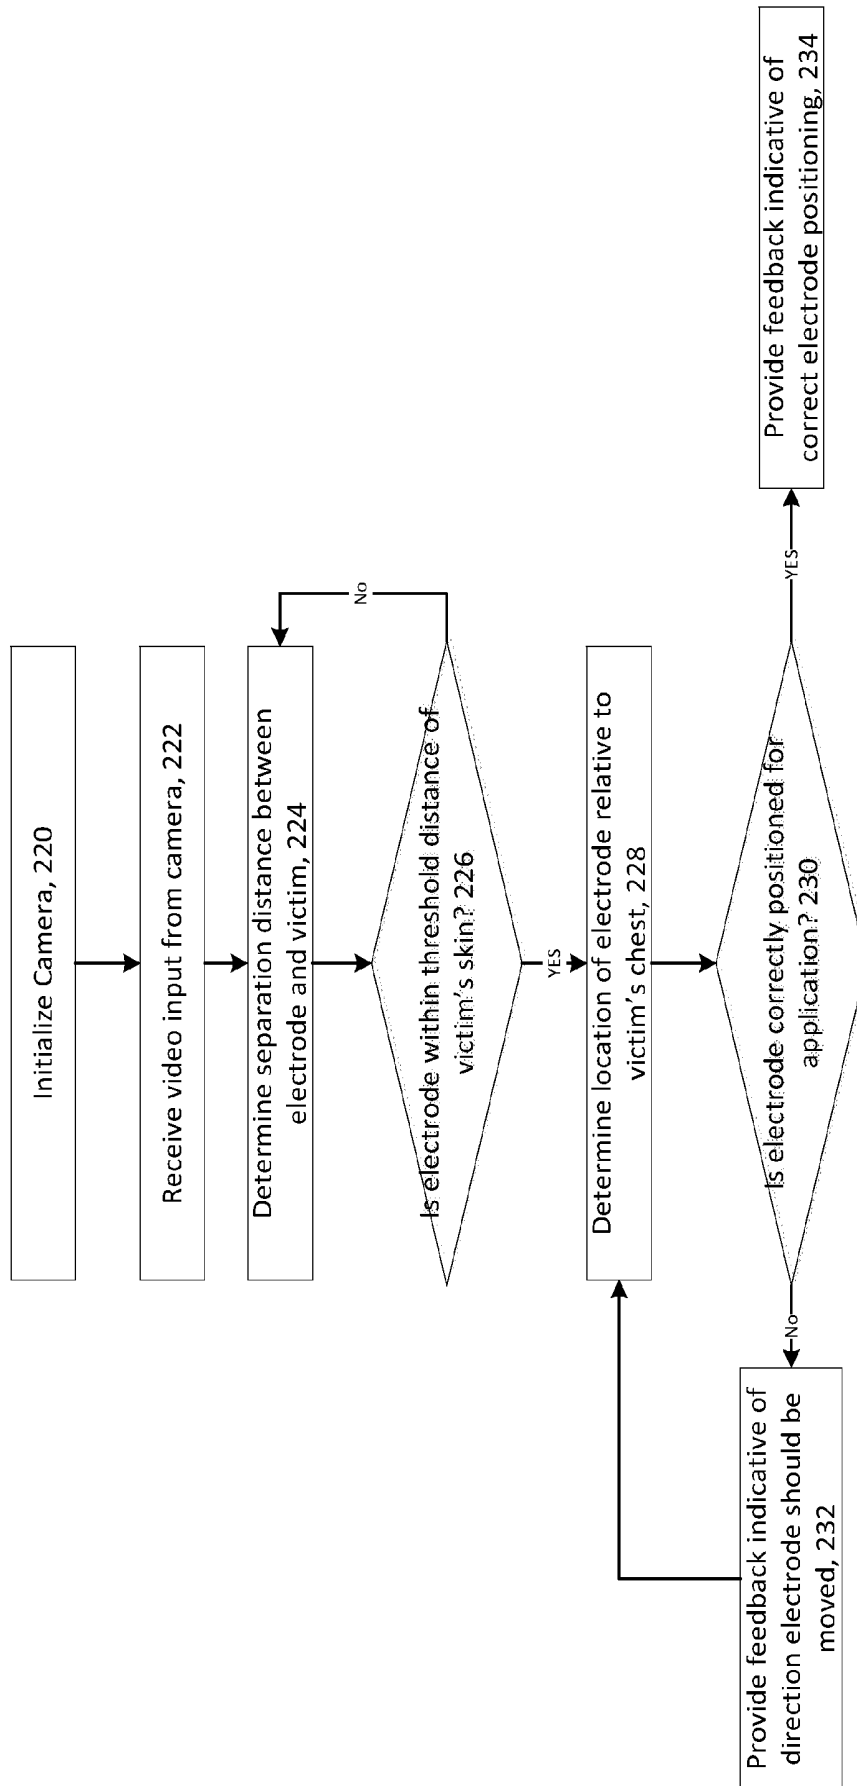 Initialize Camera, 220
Receive video input from camera, 222
Determine separation distance between
electrode and victim, 224
Is electrode within threshold distance of
victim's skin? 226
No
YES
Determine location of electrode relative to
victim's chest, 228
Is electrode correctly positioned for
application? 230
No
YES
Provide feedback indicative of
direction electrode should be
moved, 232
Provide feedback indicative of
correct electrode positioning, 234